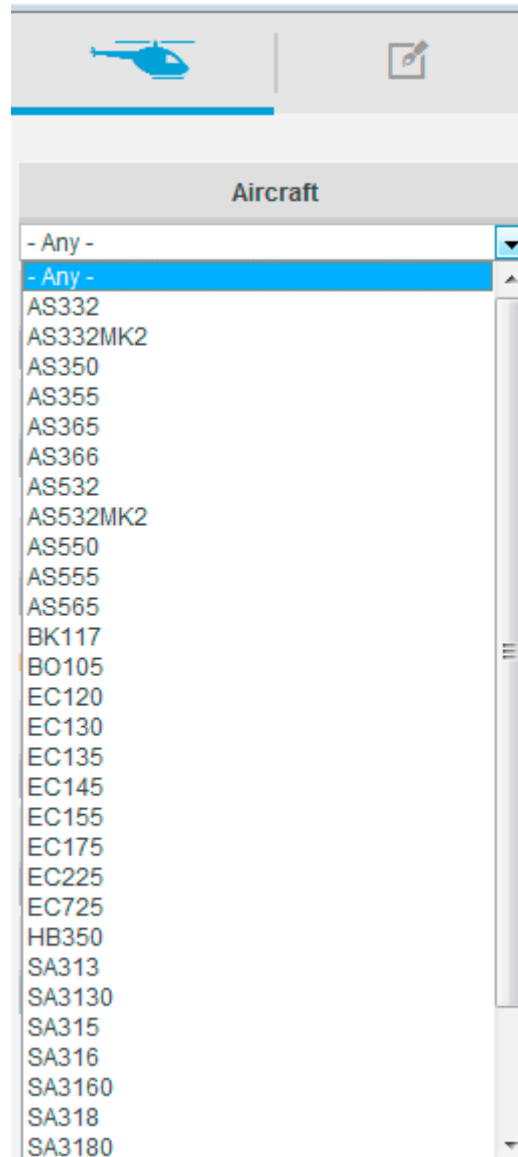 Aircraft
- Any -
- Any -
AS332
AS332MK2
AS350
AS355
AS365
AS366
AS532
AS532MK2
AS550
AS555
AS565
BK117
BO105
EC120
EC130
EC135
EC145
EC155
EC175
EC225
EC725
HB350
SA313
SA3130
SA315
SA316
SA3160
SA318
SA3180